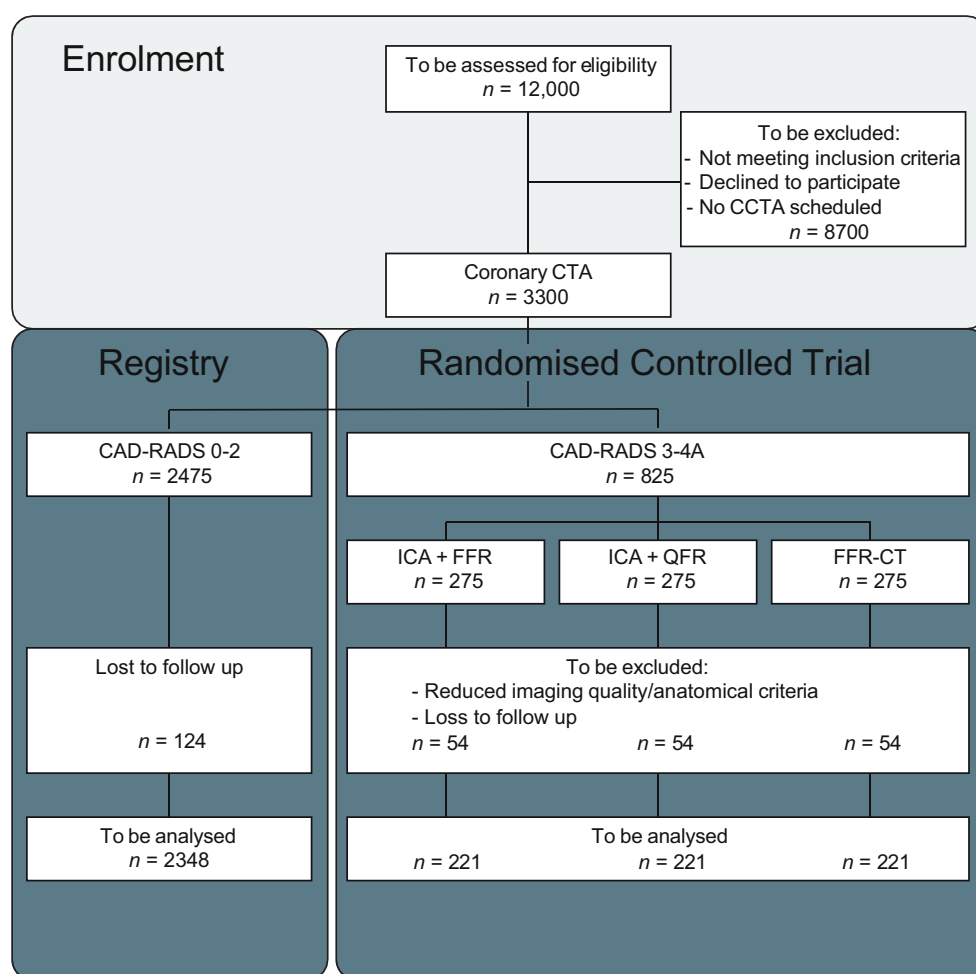 Enrolment
To be assessed for eligibility
n = 12,000
To be excluded:
- Not meeting inclusion criteria
- Declined to participate
- No CCTA scheduled
n = 8700
Coronary CTA
n = 3300
Registry
Randomised Controlled Trial
CAD-RADS 0-2
n = 2475
CAD-RADS 3-4A
n = 825
ICA + FFR
n = 275
ICA + QFR
n = 275
FFR-CT
n = 275
Lost to follow up
n = 124
To be excluded:
- Reduced imaging quality/anatomical criteria
- Loss to follow up
n = 54
n = 54
n = 54
To be analysed
n = 2348
To be analysed
n = 221
n = 221
n = 221